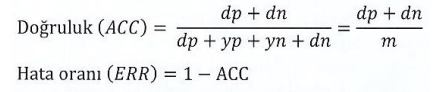 Doğruluk (ACC) = dp + dn / dp + yp + yn + dn = dp + dn / m
Hata oranı (ERR) = 1 − ACC